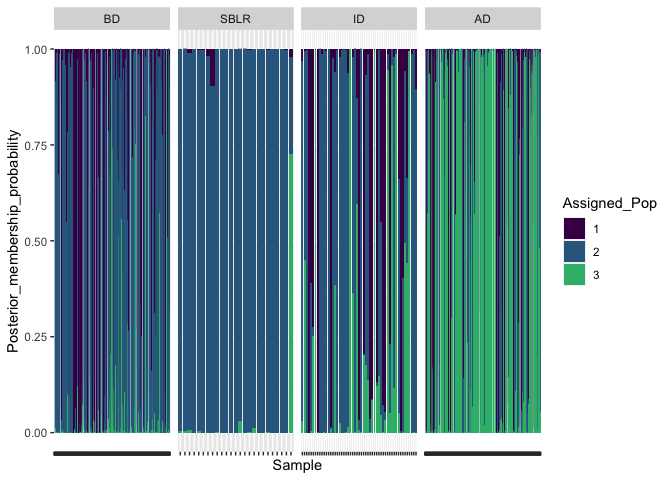 BD SBLR ID AD
1.00
0.75
0.50
0.25
0.00
Posterior_membership_probability
Sample
Assigned_Pop
1
2
3